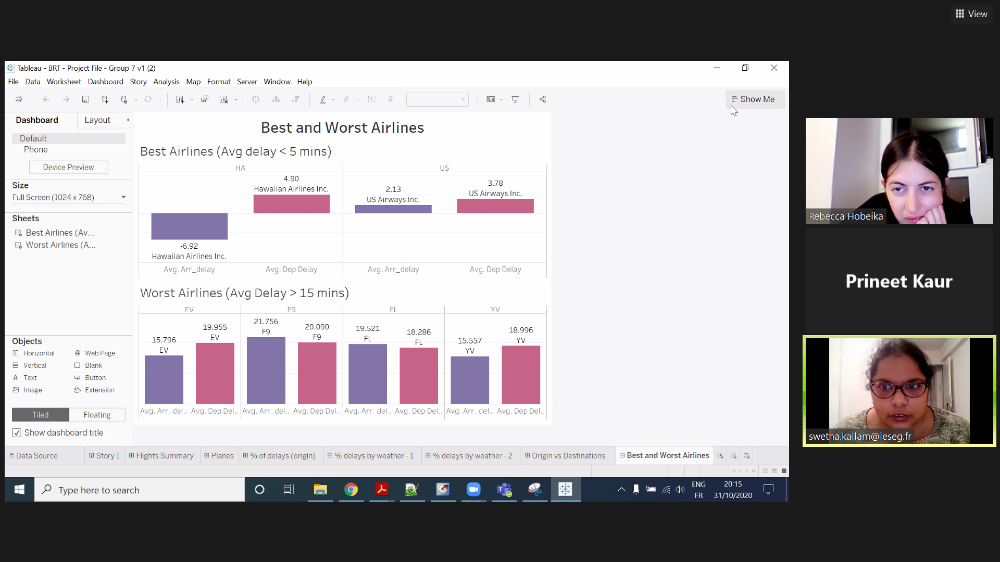 View
Tableau - BRT - Project File - Group 7 v1 (2)
File Data Worksheet Dashboard Story Analysis Map Format Server Window Help
Show Me
Dashboard Layout
Default
Phone
Device Preview
Size
Full Screen (1024 x 768)
Sheets
Best Airlines (Av...
Worst Airlines (A...
Objects
Horizontal Web Page
Vertical Blank
A Text Button
Image Extension
Tiled Floating
Show dashboard title
Best and Worst Airlines
Best Airlines (Avg delay < 5 mins)
HA US
4.90
Hawaiian Airlines Inc.
2.13
US Airways Inc.
3.78
US Airways Inc.
-6.92
Hawaiian Airlines Inc.
Avg. Arr_delay Avg. Dep Delay Avg. Arr_delay Avg. Dep Delay
Worst Airlines (Avg Delay > 15 mins)
EV F9 FL YV
15.796
EV
19.955
EV
21.756
F9
20.090
F9
19.521
FL
18.286
FL
15.557
YV
18.996
YV
Avg. Arr_del.. Avg. Dep Del.. Avg. Arr_del.. Avg. Dep Del.. Avg. Arr_del.. Avg. Dep Del.. Avg. Arr_del.. Avg. Dep Del..
Data Source Story 1 Flights Summary Planes % of delays (origin) % delays by weather - 1 % delays by weather - 2 Origin vs Destinations Best and Worst Airlines
Type here to search
ENG
FR
20:15
31/10/2020
Rebecca Hobeika
Prineet Kaur
swetha.kallam@ieseg.fr